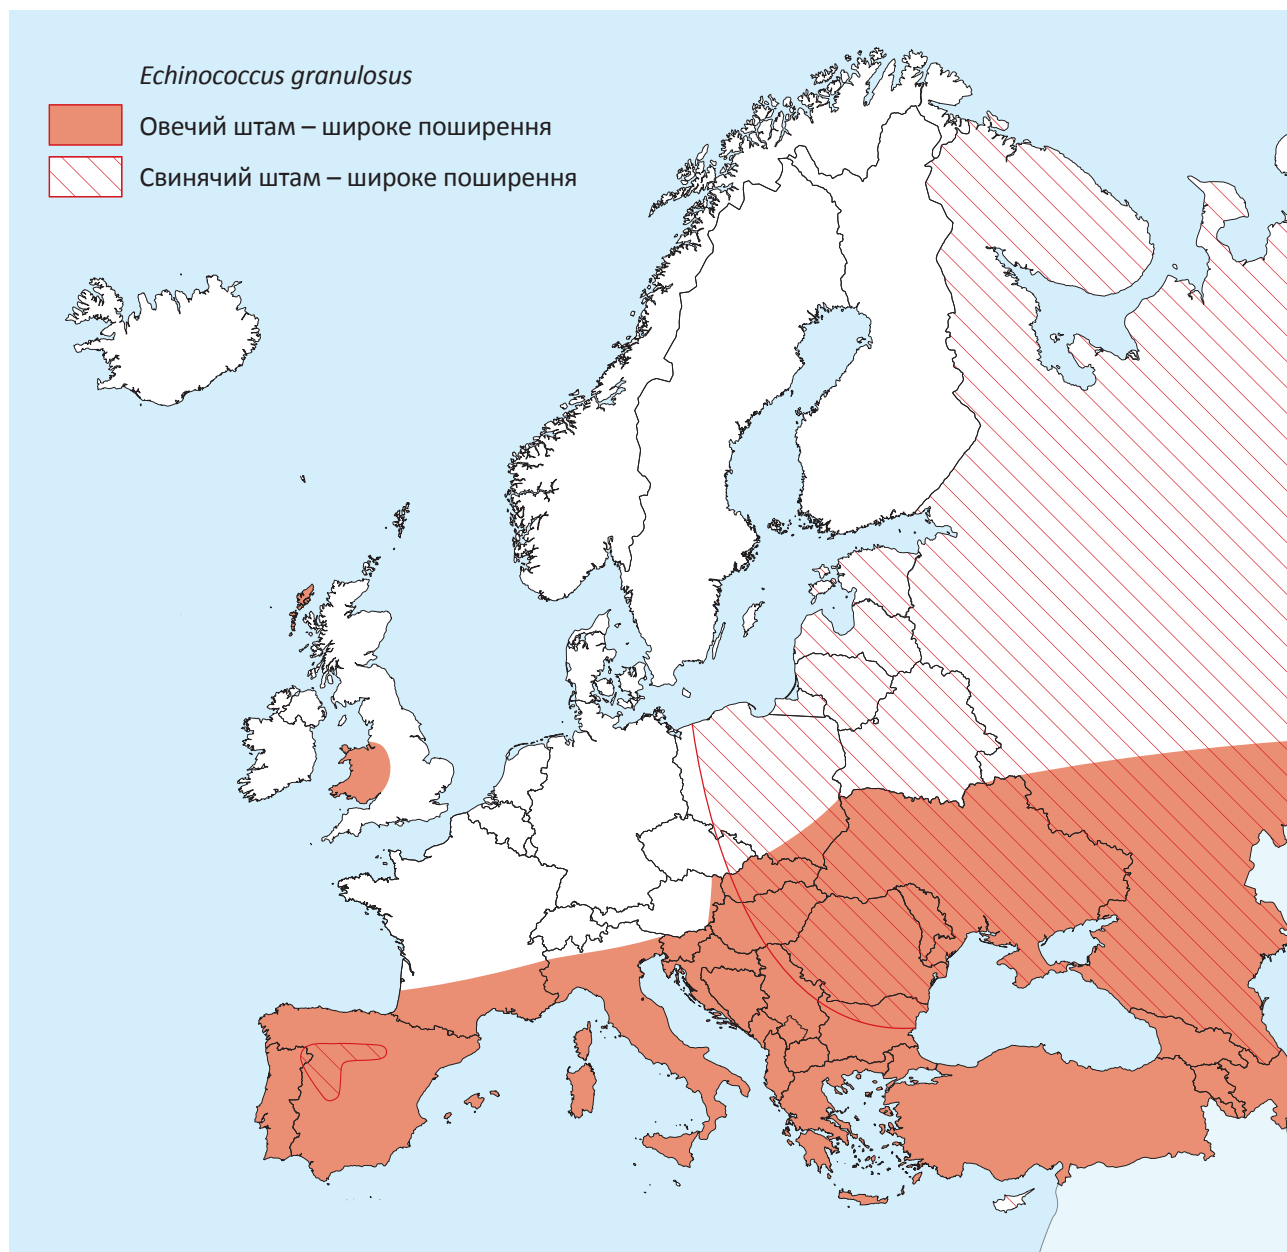 Echinococcus granulosus
Овечий штам – широке поширення
Свинячий штам – широке поширення